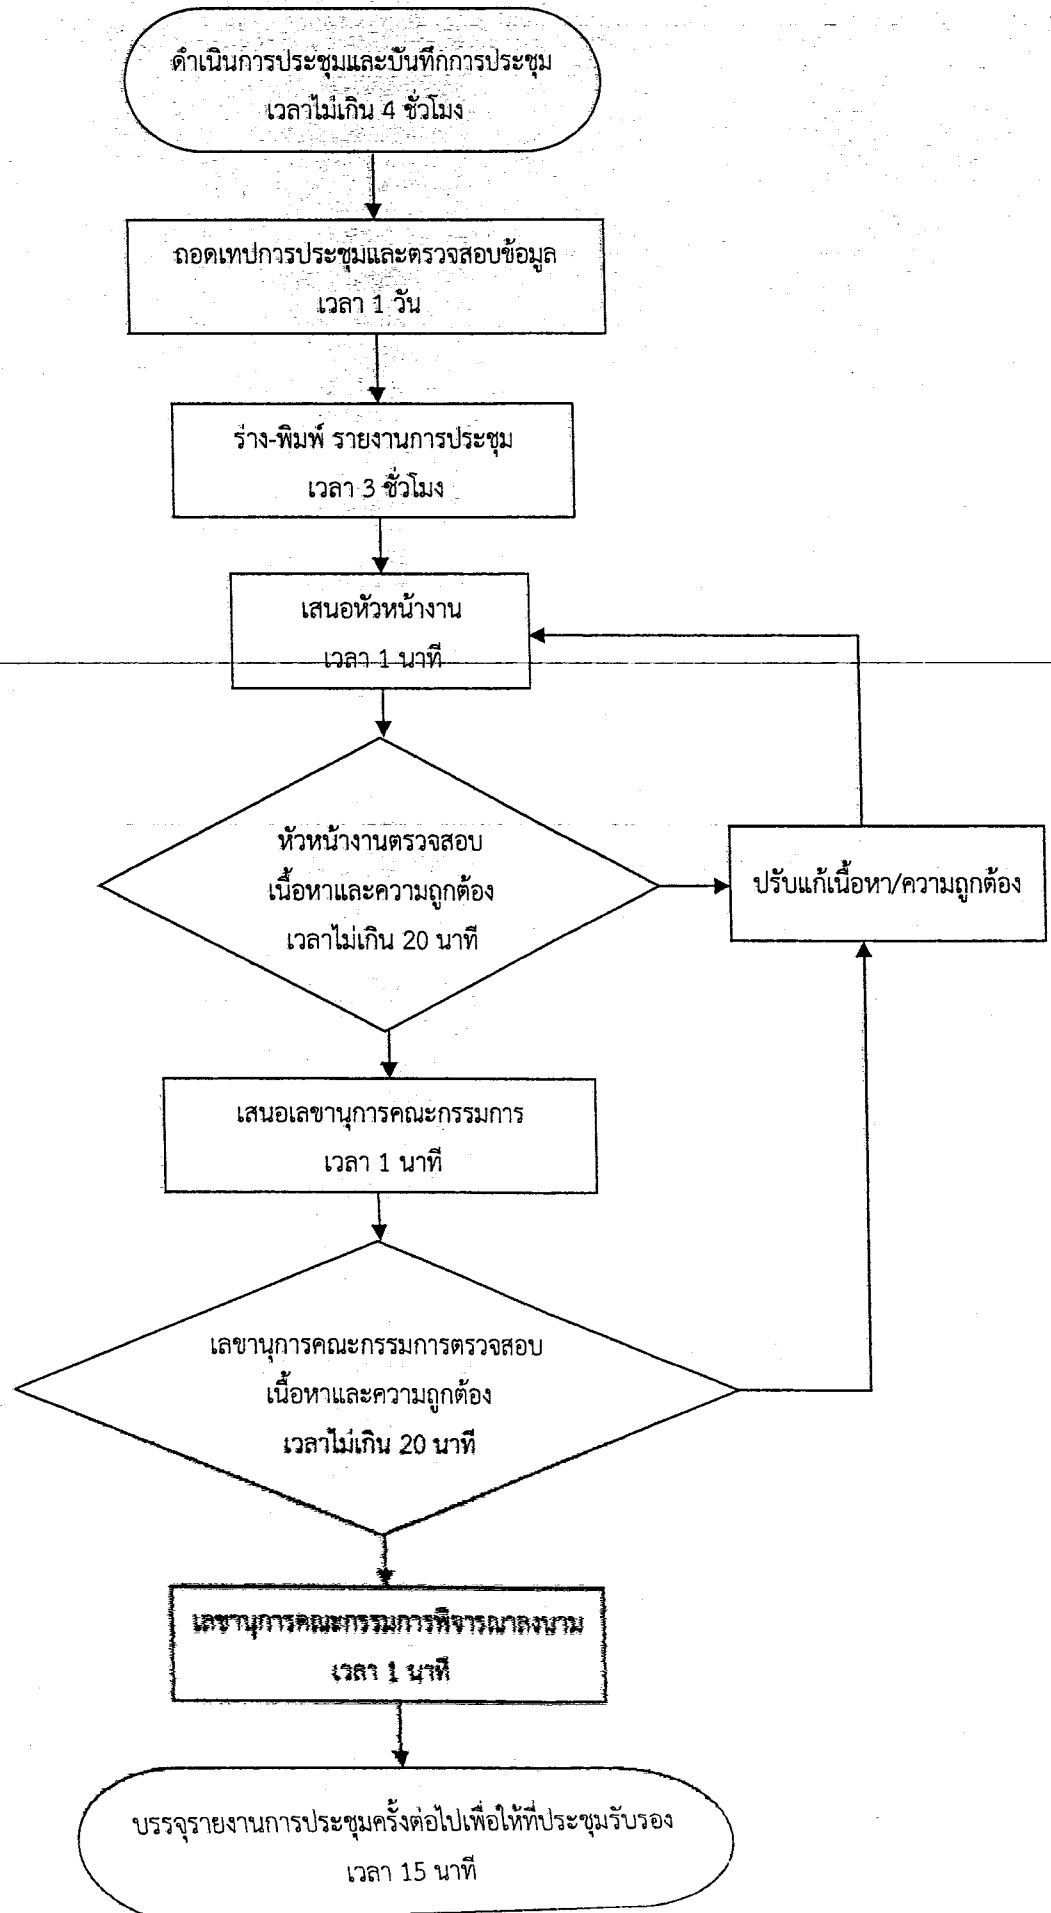 ดำเนินการประชุมและบันทึกการประชุม
เวลาไม่เกิน 4 ชั่วโมง
ถอดเทปการประชุมและตรวจสอบข้อมูล
เวลา 1 วัน
ร่าง-พิมพ์ รายงานการประชุม
เวลา 3 ชั่วโมง
เสนอหัวหน้างาน
เวลา 1 นาที
หัวหน้างานตรวจสอบ
เนื้อหาและความถูกต้อง
เวลาไม่เกิน 20 นาที
ปรับแก้เนื้อหา/ความถูกต้อง
เสนอเลขานุการคณะกรรมการ
เวลา 1 นาที
เลขานุการคณะกรรมการตรวจสอบ
เนื้อหาและความถูกต้อง
เวลาไม่เกิน 20 นาที
เลขานุการคณะกรรมการพิจารณาลงนาม
เวลา 1 นาที
บรรจุรายงานการประชุมครั้งต่อไปเพื่อให้ที่ประชุมรับรอง
เวลา 15 นาที